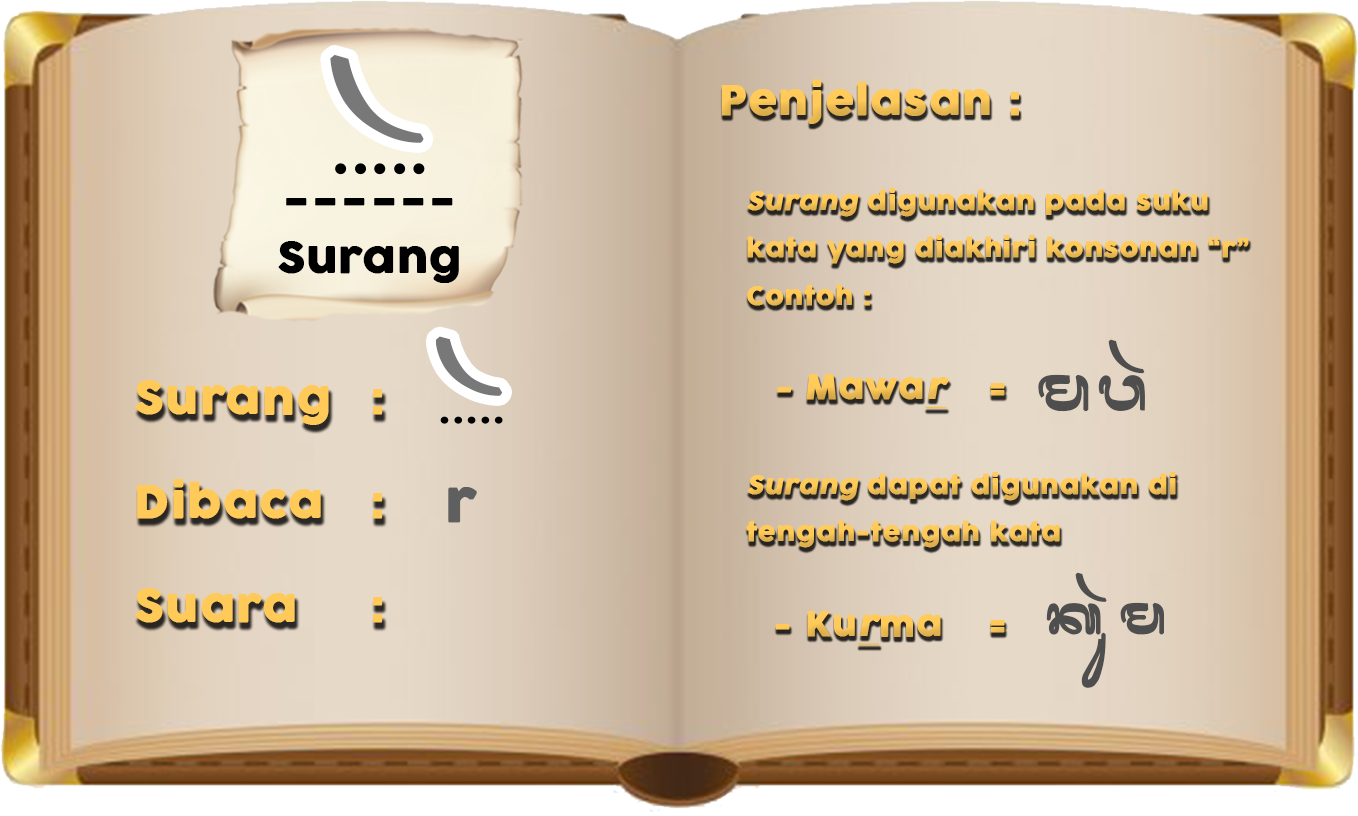 ᬃ
.....
------
Surang
Surang : ᬃ
.....
Dibaca : r
Suara :
Penjelasan :
Surang digunakan pada suku
kata yang diakhiri konsonan “r”
Contoh :
- Mawar = ᬫᬯᬃ
Surang dapat digunakan di
tengah-tengah kata
- Kurma = ᬓᬸᬃᬫ